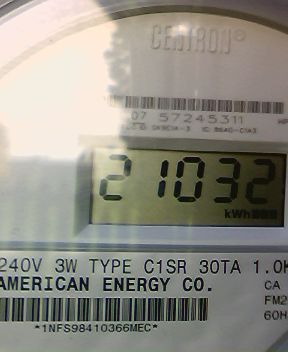 CENTRON®
07 57245311
21032
kWh
240V 3W TYPE C1SR 30TA 1.0K
AMERICAN ENERGY CO.
CA
FM2
60H
*1NFS98410366MEC*